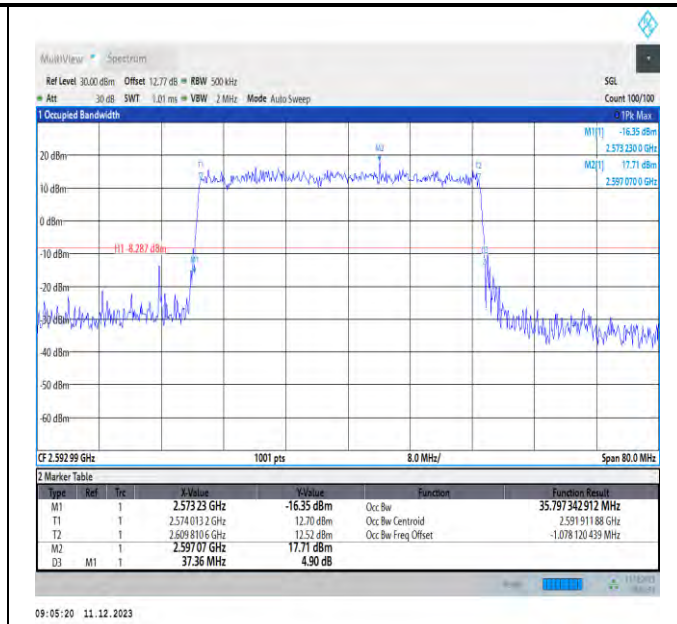 MultiView Spectrum
Ref Level 30.00 dBm Offset 12.77 dB RBW 500 kHz SGL
Att 30 dB SWT 1.01 ms VBW 2 MHz Mode Auto Sweep Count 100/100
1 Occupied Bandwidth 1Pk Max
M1[1] -16.35 dBm
2.573 230 0 GHz
M2[1] 17.71 dBm
2.597 070 0 GHz
M2
20 dBm
T1 T2
10 dBm
0 dBm
H1 -8.287 dBm
-10 dBm
M1
-20 dBm
-30 dBm
-40 dBm
-50 dBm
-60 dBm
CF 2.592 99 GHz 1001 pts 8.0 MHz/ Span 80.0 MHz
2 Marker Table
Type Ref Trc X-Value Y-Value Function Function Result
M1 1 2.573 23 GHz -16.35 dBm Occ Bw 35.797 342 912 MHz
T1 1 2.574 013 2 GHz 12.70 dBm Occ Bw Centroid 2.591 911 88 GHz
T2 1 2.609 810 6 GHz 12.52 dBm Occ Bw Freq Offset -1.078 120 439 MHz
M2 1 2.597 07 GHz 17.71 dBm
D3 M1 1 37.36 MHz 4.90 dB
09:05:20 11.12.2023